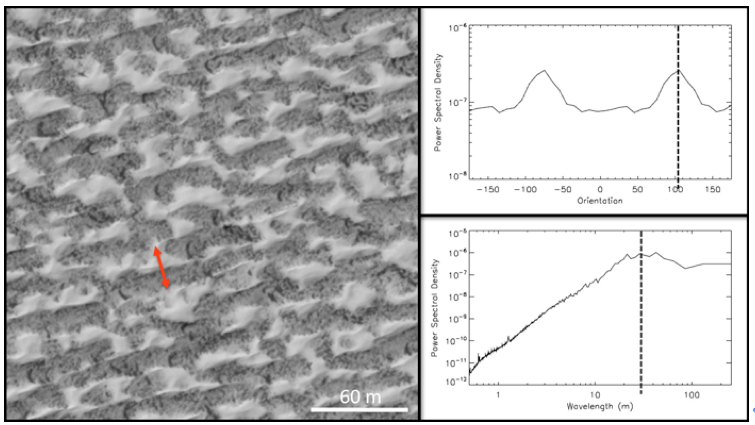 60 m
10⁻⁶
10⁻⁷
10⁻⁸
Power Spectral Density
-150 -100 -50 0 50 100 150
Orientation
10⁻⁵
10⁻⁶
10⁻⁷
10⁻⁸
10⁻⁹
10⁻¹⁰
10⁻¹¹
10⁻¹²
Power Spectral Density
1 10 100
Wavelength (m)